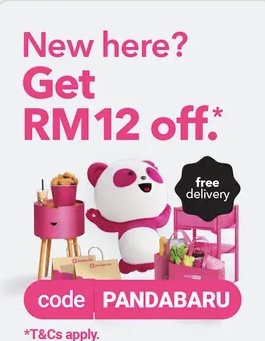 New here?
Get
RM12 off.*
free
delivery
code PANDABARU
*T&Cs apply.